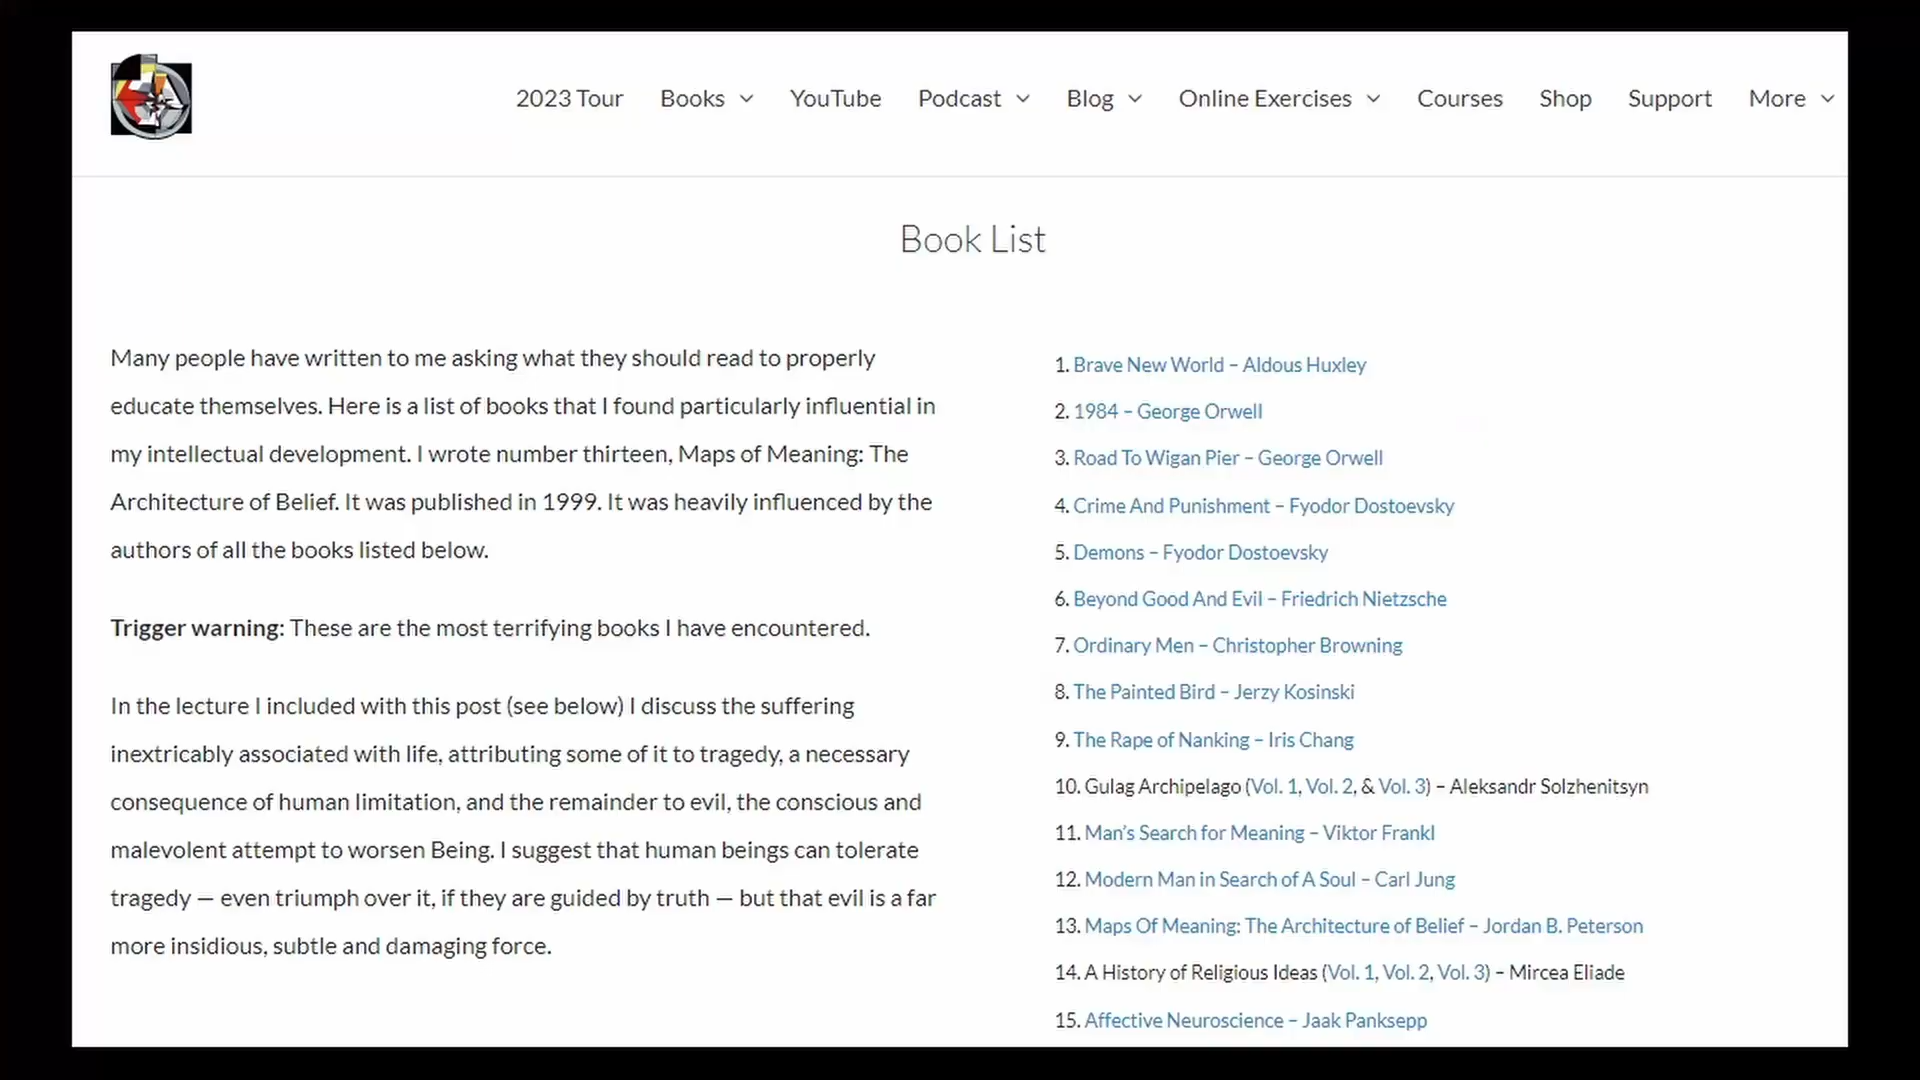 2023 Tour Books YouTube Podcast Blog Online Exercises Courses Shop Support More
Book List
Many people have written to me asking what they should read to properly
educate themselves. Here is a list of books that I found particularly influential in
my intellectual development. I wrote number thirteen, Maps of Meaning: The
Architecture of Belief. It was published in 1999. It was heavily influenced by the
authors of all the books listed below.
Trigger warning: These are the most terrifying books I have encountered.
In the lecture I included with this post (see below) I discuss the suffering
inextricably associated with life, attributing some of it to tragedy, a necessary
consequence of human limitation, and the remainder to evil, the conscious and
malevolent attempt to worsen Being. I suggest that human beings can tolerate
tragedy — even triumph over it, if they are guided by truth — but that evil is a far
more insidious, subtle and damaging force.
1. Brave New World – Aldous Huxley
2. 1984 – George Orwell
3. Road To Wigan Pier – George Orwell
4. Crime And Punishment – Fyodor Dostoevsky
5. Demons – Fyodor Dostoevsky
6. Beyond Good And Evil – Friedrich Nietzsche
7. Ordinary Men – Christopher Browning
8. The Painted Bird – Jerzy Kosinski
9. The Rape of Nanking – Iris Chang
10. Gulag Archipelago (Vol. 1, Vol. 2, & Vol. 3) – Aleksandr Solzhenitsyn
11. Man's Search for Meaning – Viktor Frankl
12. Modern Man in Search of A Soul – Carl Jung
13. Maps Of Meaning: The Architecture of Belief – Jordan B. Peterson
14. A History of Religious Ideas (Vol. 1, Vol. 2, Vol. 3) – Mircea Eliade
15. Affective Neuroscience – Jaak Panksepp